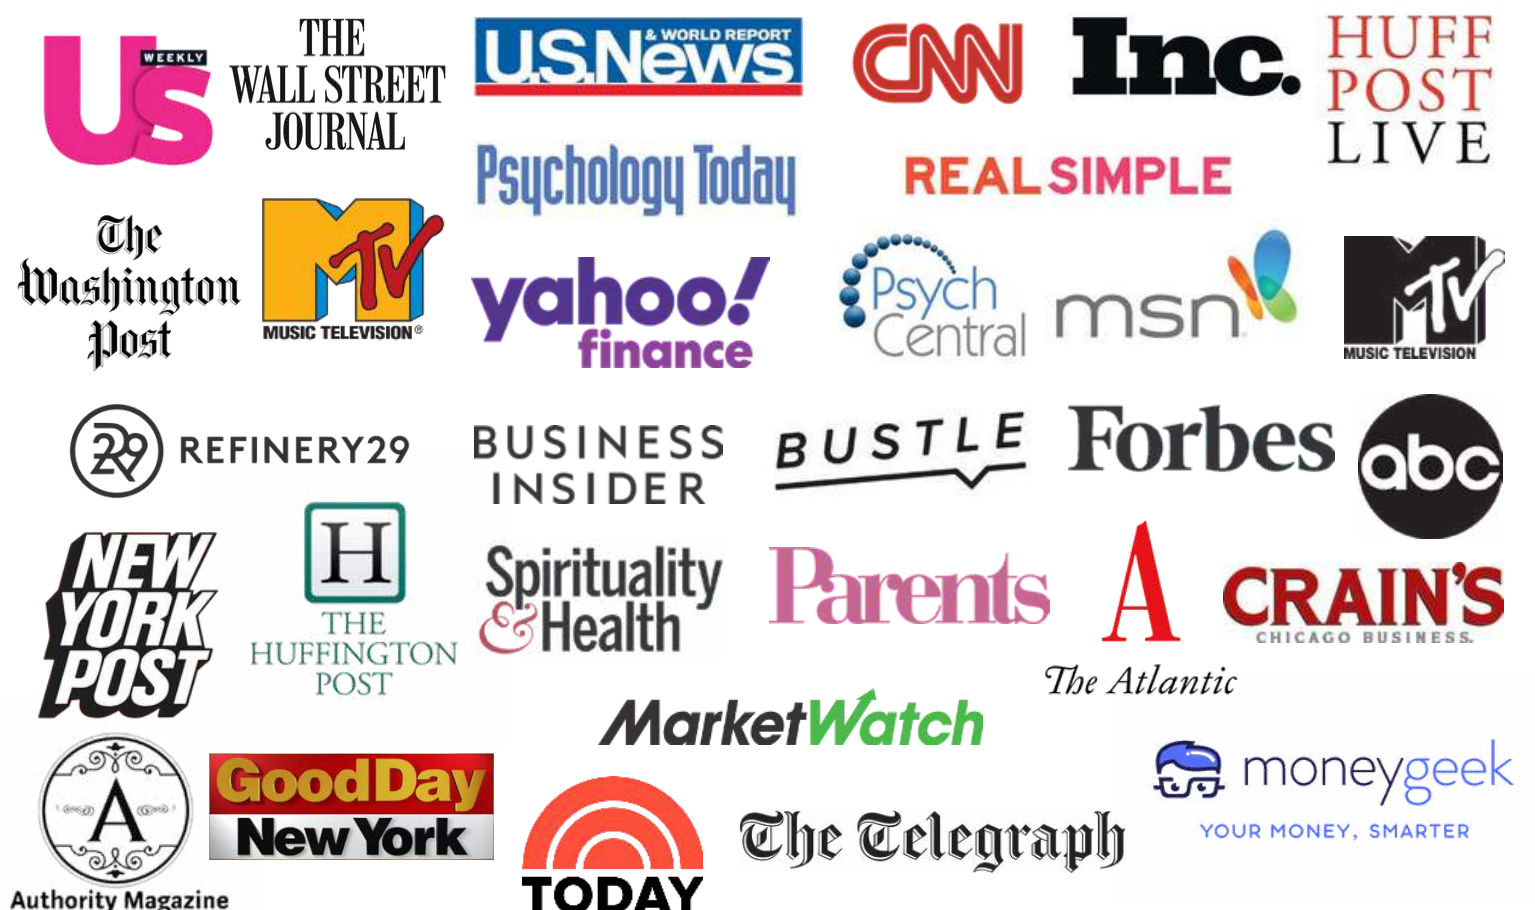 Us
WEEKLY
THE
WALL STREET
JOURNAL
& WORLD REPORT
U.S.News
CNN
Inc.
HUFF
POST
LIVE
Psychology Today
REAL SIMPLE
The
Washington
Post
MTV
MUSIC TELEVISION®
yahoo!
finance
Psych
Central
msn
MTV
MUSIC TELEVISION
R29 REFINERY29
BUSINESS
INSIDER
BUSTLE
Forbes
abc
NEW
YORK
POST
H
THE
HUFFINGTON
POST
Spirituality
& Health
Parents
A
The Atlantic
CRAIN'S
CHICAGO BUSINESS.
MarketWatch
A
Authority Magazine
Good Day
New York
TODAY
The Telegraph
moneygeek
YOUR MONEY, SMARTER